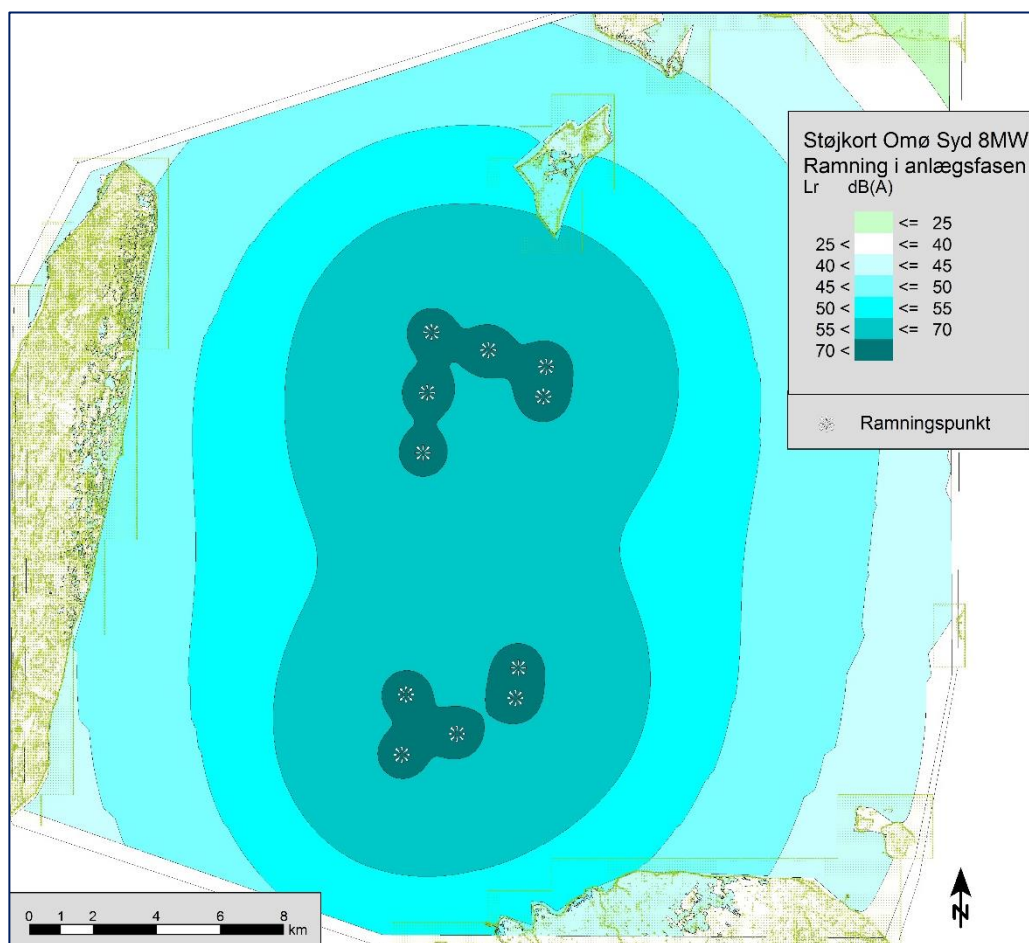 Støjkort Omø Syd 8MW
Ramning i anlægsfasen
Lr dB(A)
<= 25
25 < <= 40
40 < <= 45
45 < <= 50
50 < <= 55
55 < <= 70
70 <
Ramningspunkt
0 1 2 4 6 8
km
N